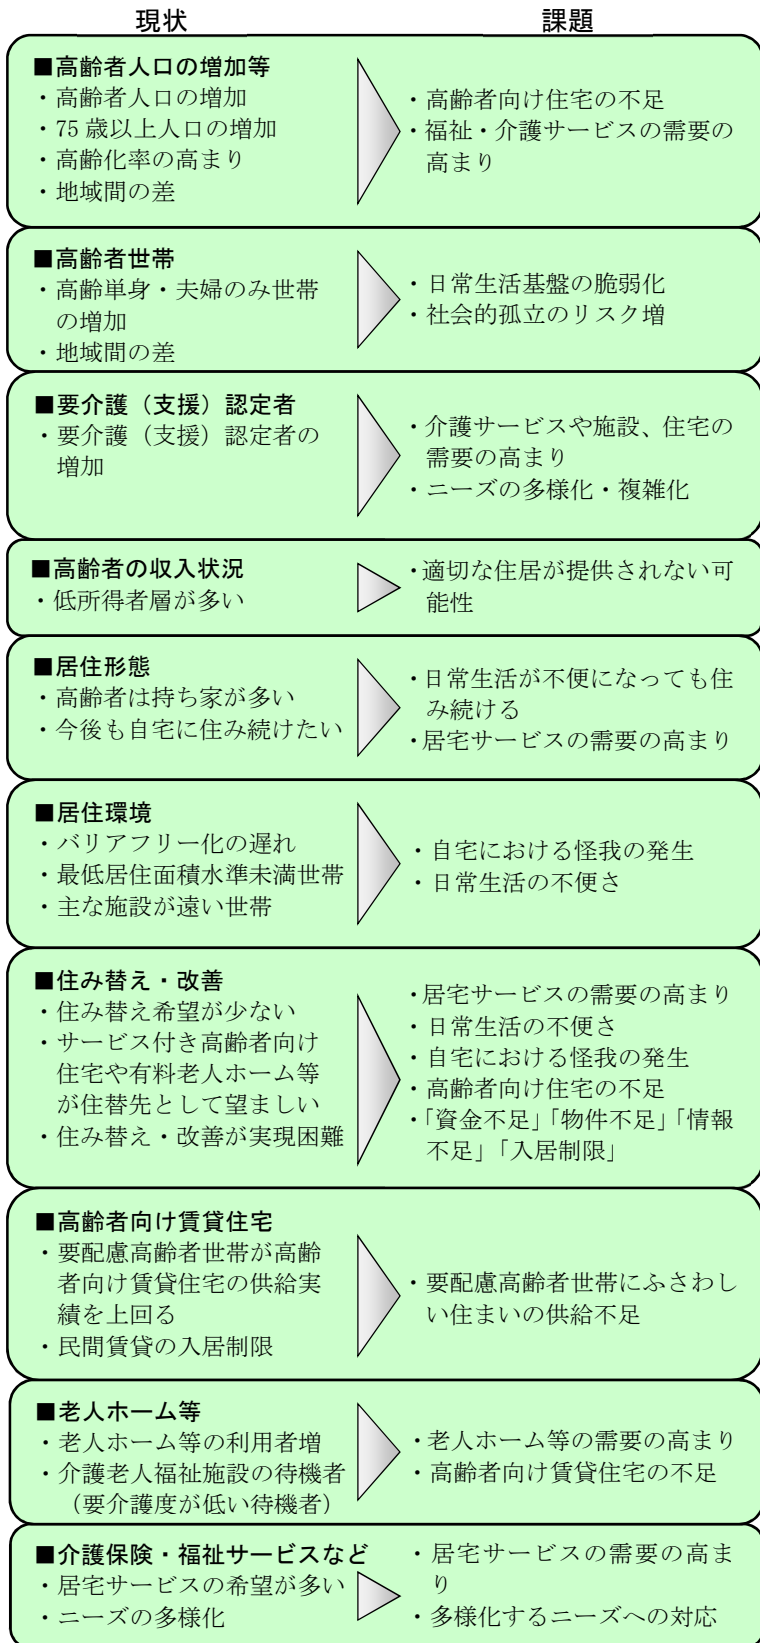 現状
課題
■高齢者人口の増加等
・高齢者人口の増加
・75 歳以上人口の増加
・高齢化率の高まり
・地域間の差
・高齢者向け住宅の不足
・福祉・介護サービスの需要の
高まり
■高齢者世帯
・高齢単身・夫婦のみ世帯
の増加
・地域間の差
・日常生活基盤の脆弱化
・社会的孤立のリスク増
■要介護（支援）認定者
・要介護（支援）認定者の
増加
・介護サービスや施設、住宅の
需要の高まり
・ニーズの多様化・複雑化
■高齢者の収入状況
・低所得者層が多い
・適切な住居が提供されない可
能性
■居住形態
・高齢者は持ち家が多い
・今後も自宅に住み続けたい
・日常生活が不便になっても住
み続ける
・居宅サービスの需要の高まり
■居住環境
・バリアフリー化の遅れ
・最低居住面積水準未満世帯
・主な施設が遠い世帯
・自宅における怪我の発生
・日常生活の不便さ
■住み替え・改善
・住み替え希望が少ない
・サービス付き高齢者向け
住宅や有料老人ホーム等
が住替先として望ましい
・住み替え・改善が実現困難
・居宅サービスの需要の高まり
・日常生活の不便さ
・自宅における怪我の発生
・高齢者向け住宅の不足
・「資金不足」「物件不足」「情報
不足」「入居制限」
■高齢者向け賃貸住宅
・要配慮高齢者世帯が高齢
者向け賃貸住宅の供給実
績を上回る
・民間賃貸の入居制限
・要配慮高齢者世帯にふさわし
い住まいの供給不足
■老人ホーム等
・老人ホーム等の利用者増
・介護老人福祉施設の待機者
（要介護度が低い待機者）
・老人ホーム等の需要の高まり
・高齢者向け賃貸住宅の不足
■介護保険・福祉サービスなど
・居宅サービスの希望が多い
・ニーズの多様化
・居宅サービスの需要の高ま
り
・多様化するニーズへの対応